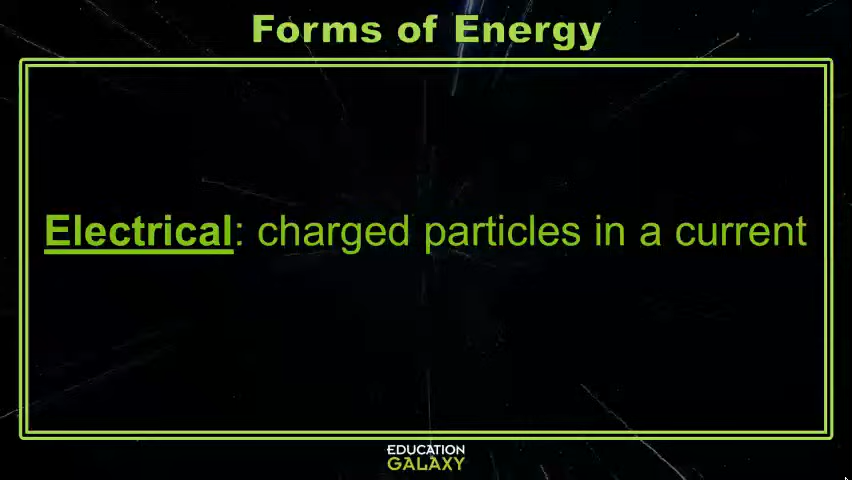 Forms of Energy
Electrical: charged particles in a current
EDUCATION
GALAXY